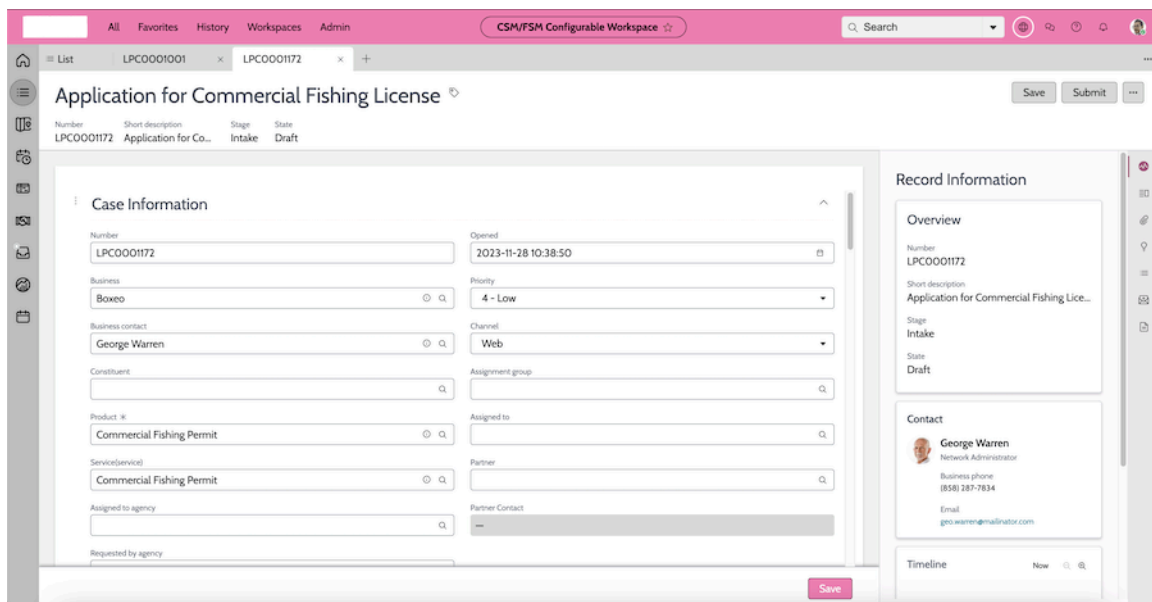 All Favorites History Workspaces Admin CSM/FSM Configurable Workspace Search
List LPC0001001 × LPC0001172 × +
Application for Commercial Fishing License Save Submit
Number Short description Stage State
LPC0001172 Application for Co... Intake Draft
Case Information
Number
LPC0001172
Opened
2023-11-28 10:38:50
Business
Boxeo
Priority
4 - Low
Business contact
George Warren
Channel
Web
Constituent
Assignment group
Product *
Commercial Fishing Permit
Assigned to
Service(service)
Commercial Fishing Permit
Partner
Assigned to agency
Partner Contact
—
Requested by agency
Save
Record Information
Overview
Number
LPC0001172
Short description
Application for Commercial Fishing Lice...
Stage
Intake
State
Draft
Contact
George Warren
Network Administrator
Business phone
(858) 287-7834
Email
geo.warren@mailinator.com
Timeline Now